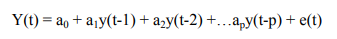 Y(t) = a₀ + a₁y(t-1) + a₂y(t-2) +…aₚy(t-p) + e(t)